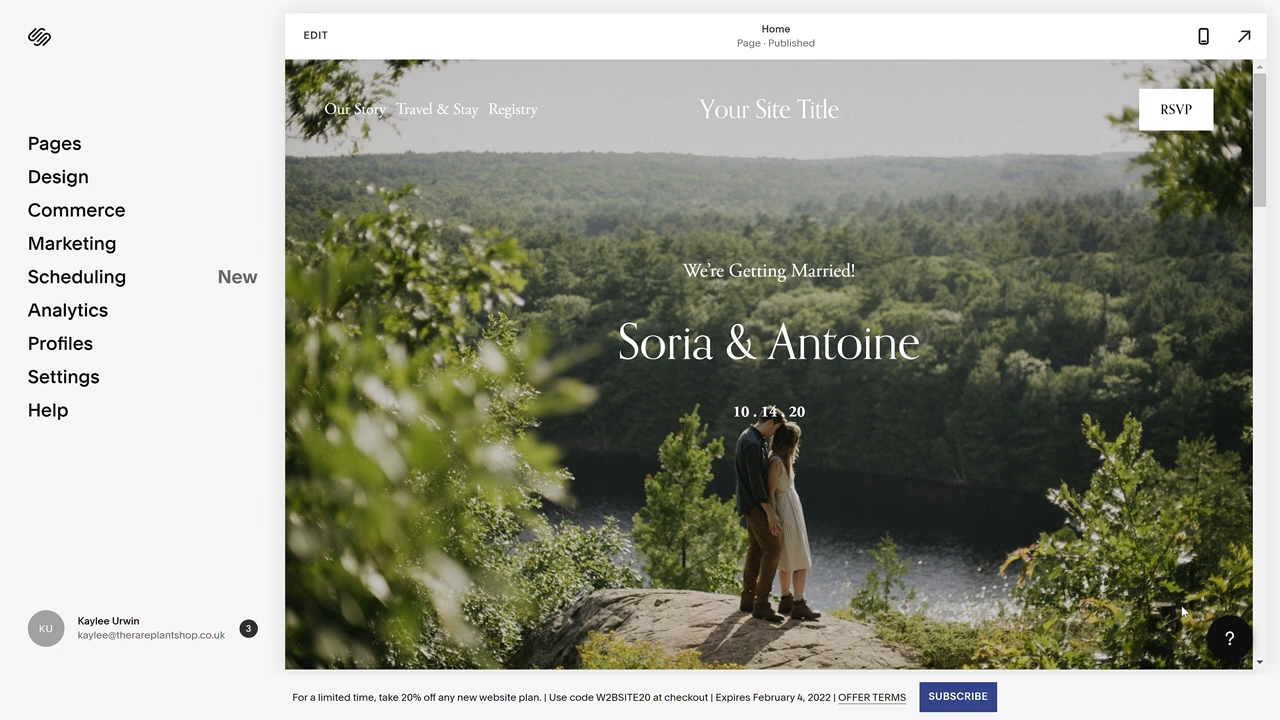 EDIT
Home
Page · Published
Our Story Travel & Stay Registry
Your Site Title
RSVP
Pages
Design
Commerce
Marketing
Scheduling New
Analytics
Profiles
Settings
Help
We're Getting Married!
Soria & Antoine
10 . 14 . 20
KU
Kaylee Urwin
kaylee@therareplantshop.co.uk
3
?
For a limited time, take 20% off any new website plan. | Use code W2BSITE20 at checkout | Expires February 4, 2022 | OFFER TERMS
SUBSCRIBE